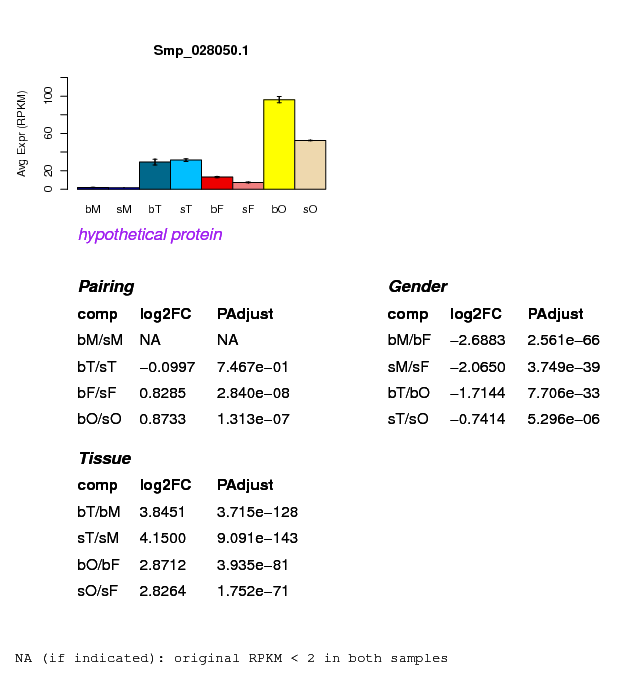 Smp_028050.1
Avg Expr (RPKM)
0 20 60 100
bM sM bT sT bF sF bO sO
hypothetical protein
Pairing
comp log2FC PAdjust
bM/sM NA NA
bT/sT −0.0997 7.467e−01
bF/sF 0.8285 2.840e−08
bO/sO 0.8733 1.313e−07
Gender
comp log2FC PAdjust
bM/bF −2.6883 2.561e−66
sM/sF −2.0650 3.749e−39
bT/bO −1.7144 7.706e−33
sT/sO −0.7414 5.296e−06
Tissue
comp log2FC PAdjust
bT/bM 3.8451 3.715e−128
sT/sM 4.1500 9.091e−143
bO/bF 2.8712 3.935e−81
sO/sF 2.8264 1.752e−71
NA (if indicated): original RPKM < 2 in both samples